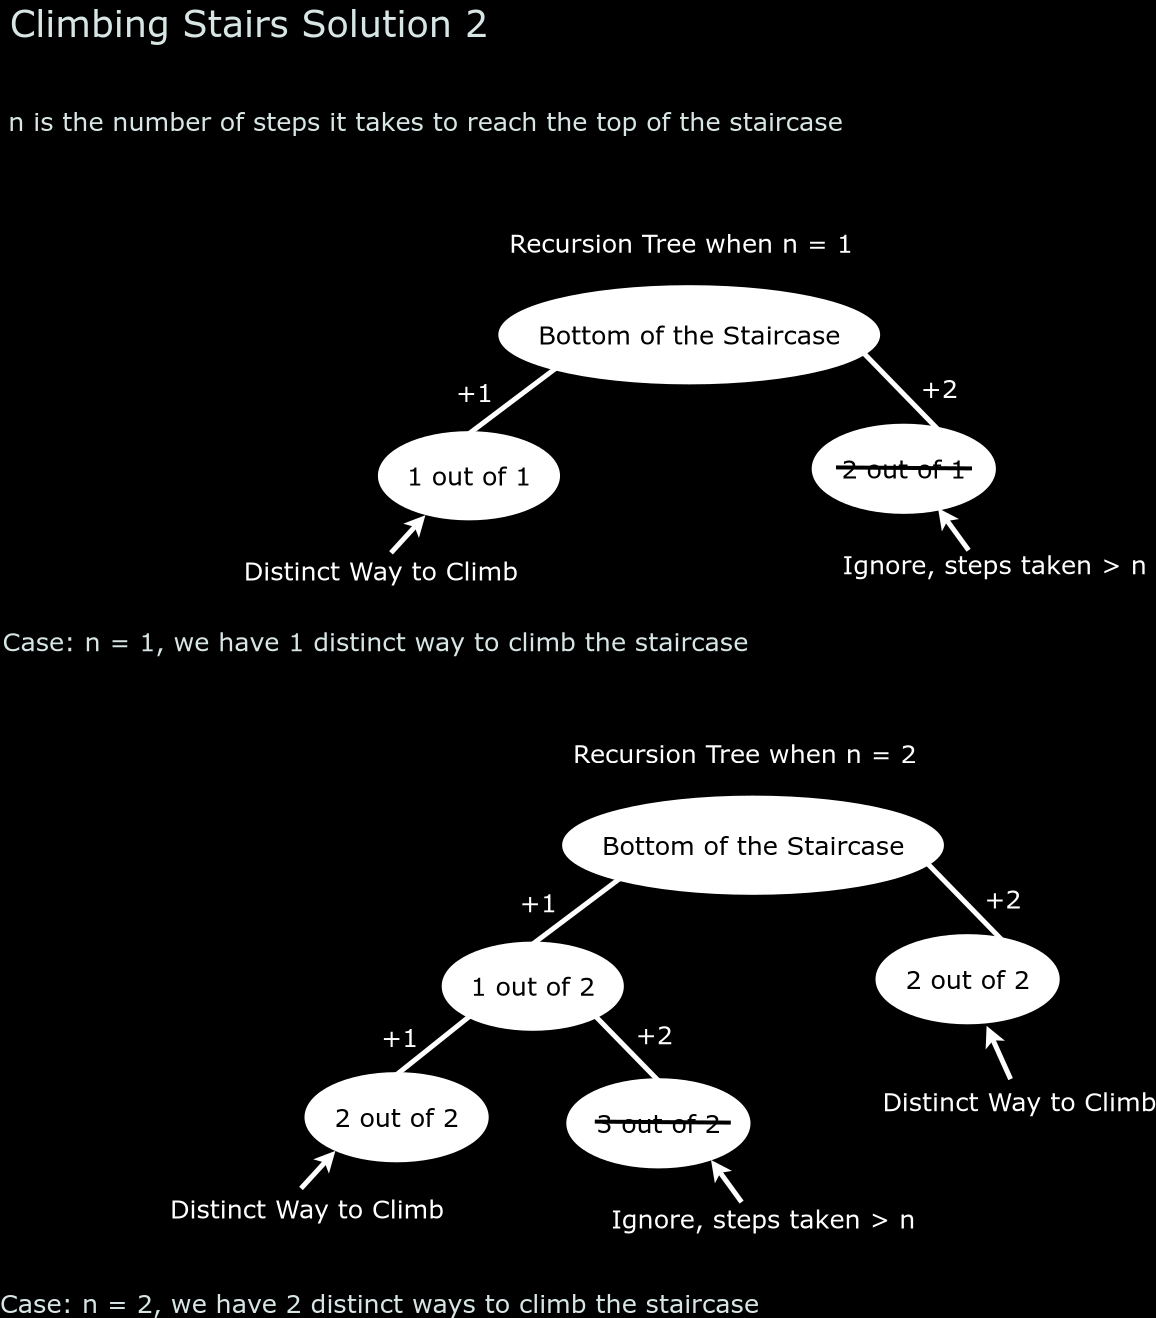 Climbing Stairs Solution 2
n is the number of steps it takes to reach the top of the staircase
Recursion Tree when n = 1
Bottom of the Staircase
+1
+2
1 out of 1
2 out of 1
Distinct Way to Climb
Ignore, steps taken > n
Case: n = 1, we have 1 distinct way to climb the staircase
Recursion Tree when n = 2
Bottom of the Staircase
+1
+2
1 out of 2
2 out of 2
+1
+2
Distinct Way to Climb
2 out of 2
3 out of 2
Distinct Way to Climb
Ignore, steps taken > n
Case: n = 2, we have 2 distinct ways to climb the staircase